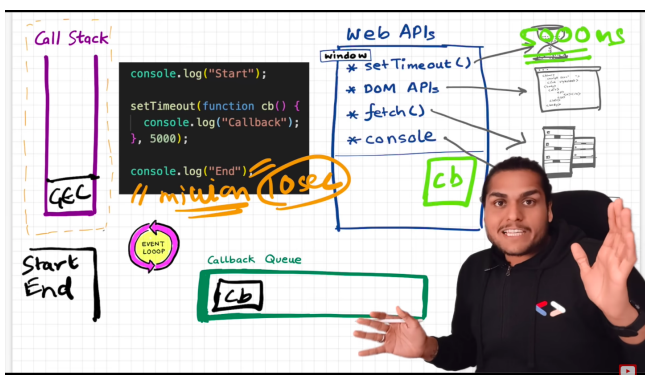 Call Stack
GEC
Start
End
console.log("Start");
setTimeout(function cb() {
console.log("Callback");
}, 5000);
console.log("End");
// million 10sec
EVENT
LOOOP
Web APIs
window
* setTimeout()
* DOM APIs
* fetch()
* console
cb
5000ms
Callback Queue
cb